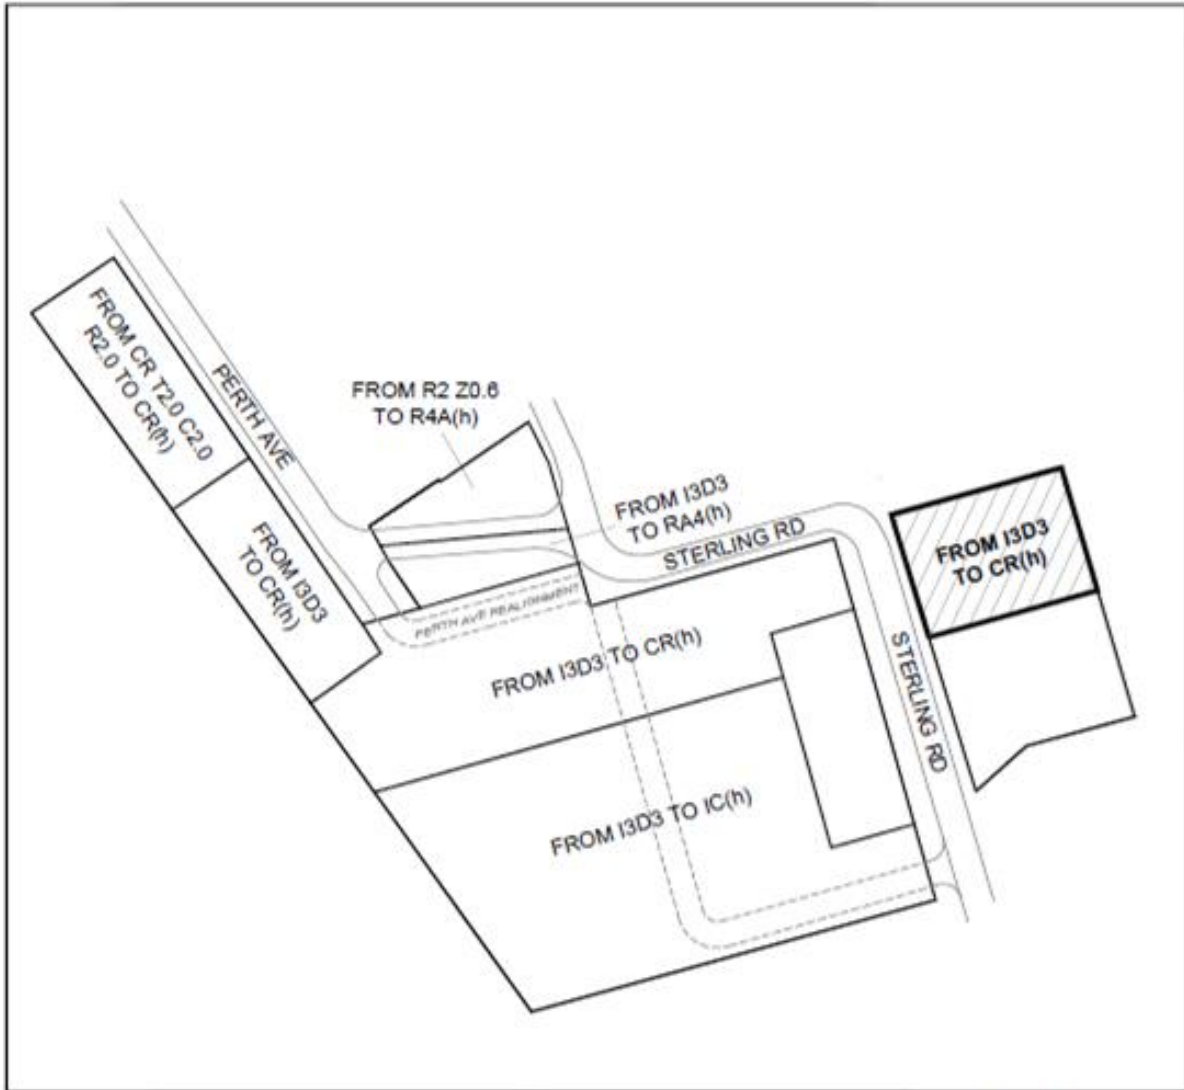 FROM CR T2.0 C2.0
R2.0 TO CR(h)
PERTH AVE
FROM R2 Z0.6
TO R4A(h)
FROM I3D3
TO RA4(h)
STERLING RD
FROM I3D3
TO CR(h)
FROM I3D3
TO CR(h)
PERTH AVE REALIGNMENT
FROM I3D3 TO CR(h)
STERLING RD
FROM I3D3 TO IC(h)